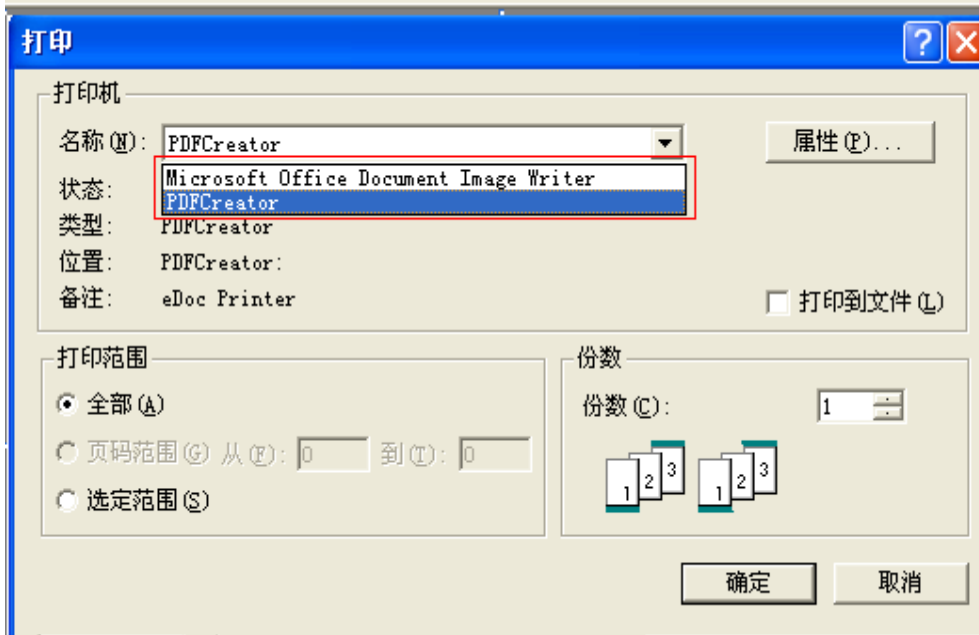 打印
打印机
名称(N): PDFCreator 属性(P)...
Microsoft Office Document Image Writer
状态: PDFCreator
类型: PDFCreator
位置: PDFCreator:
备注: eDoc Printer 打印到文件(L)
打印范围
全部(A)
页码范围(G) 从(F): 0 到(T): 0
选定范围(S)
份数
份数(C): 1
1 2 3 1 2 3
确定 取消